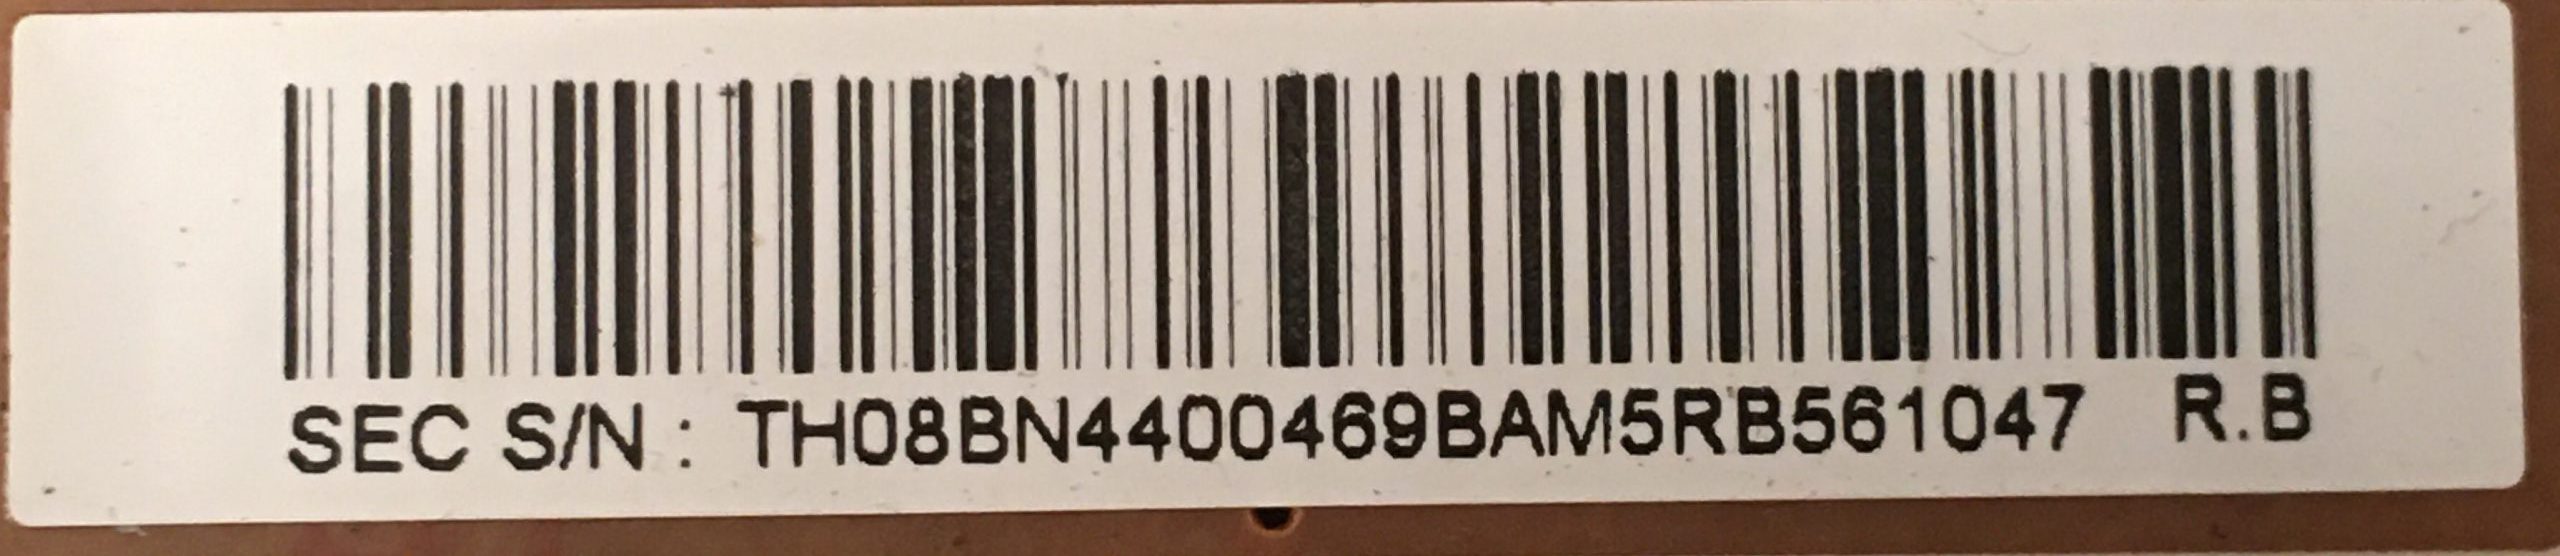 SEC S/N : TH08BN4400469BAM5RB561047 R.B